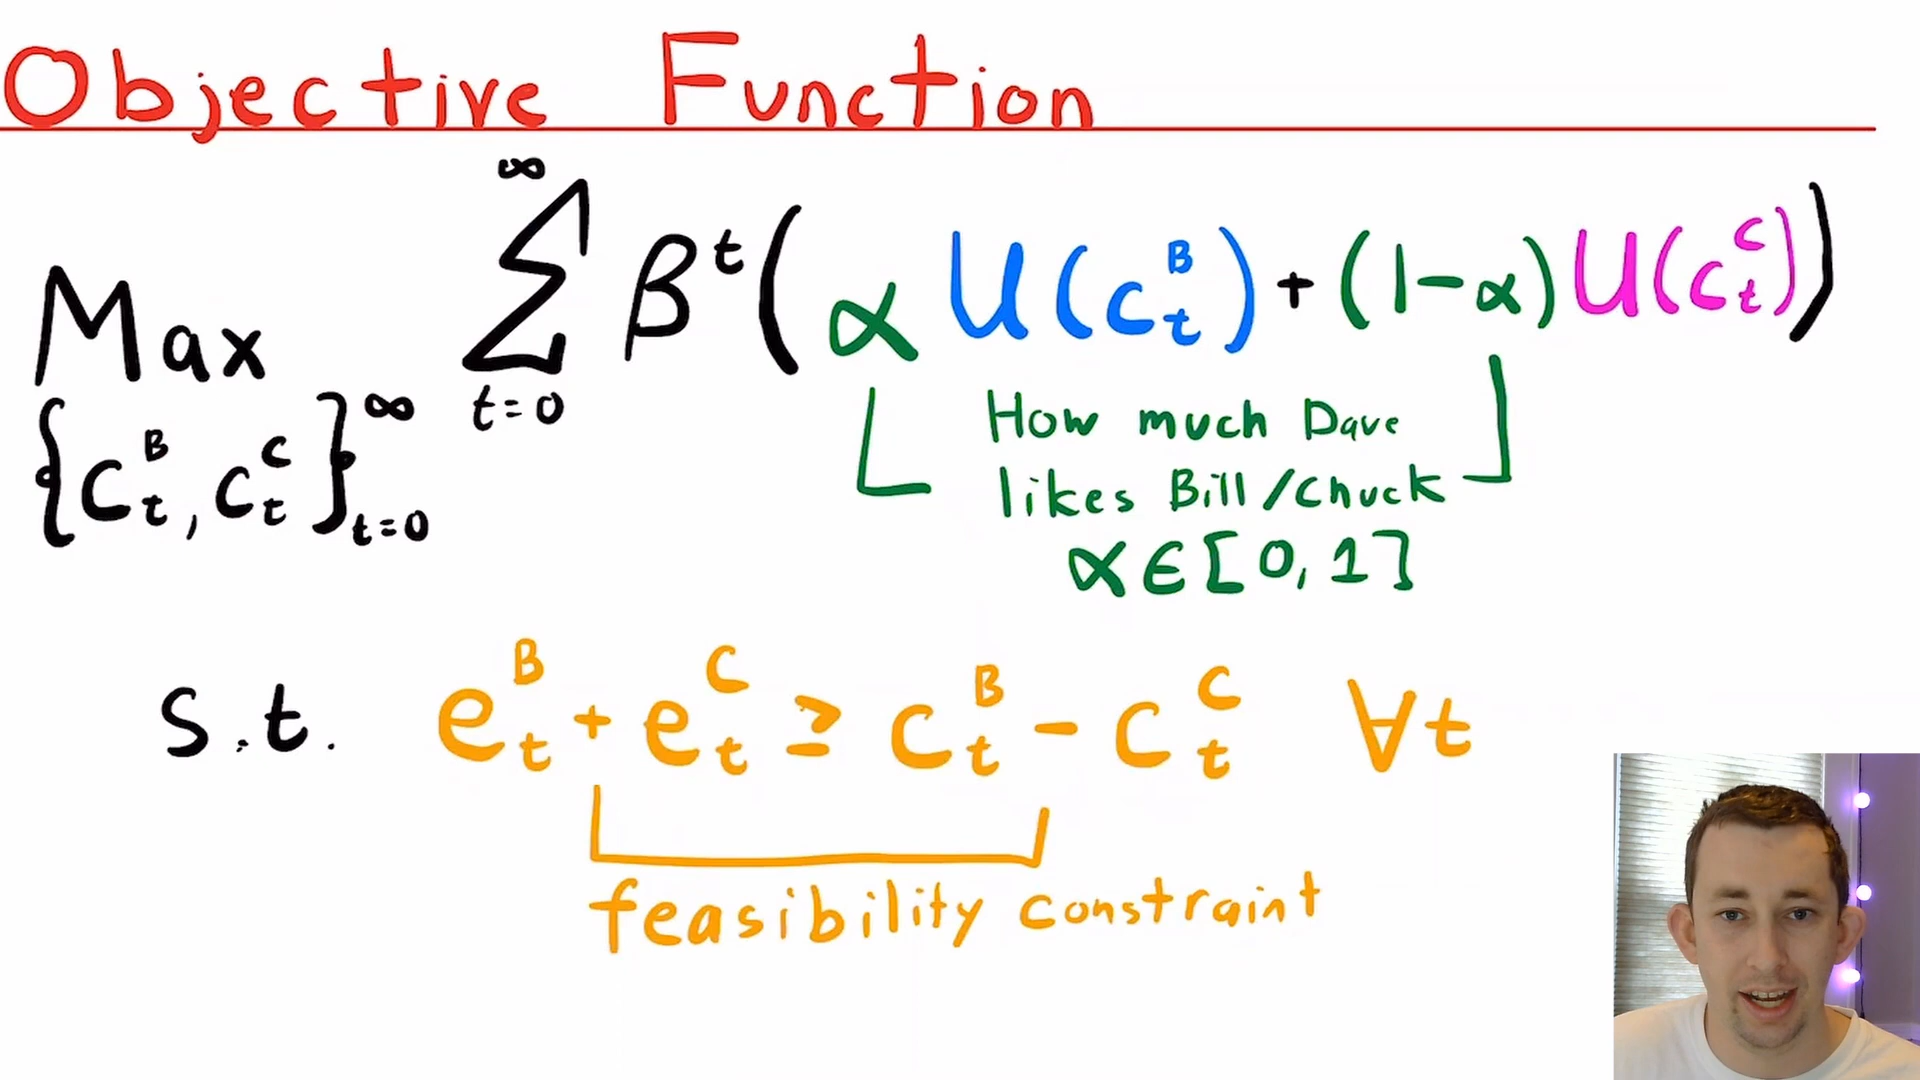 Objective Function
Max {c_t^B, c_t^C}_{t=0}^∞ ∑_{t=0}^∞ β^t (α U(c_t^B) + (1-α) U(c_t^C))
How much Dave
likes Bill/Chuck
α∈[0,1]
s.t. e_t^B + e_t^C ≥ c_t^B - c_t^C ∀t
feasibility constraint